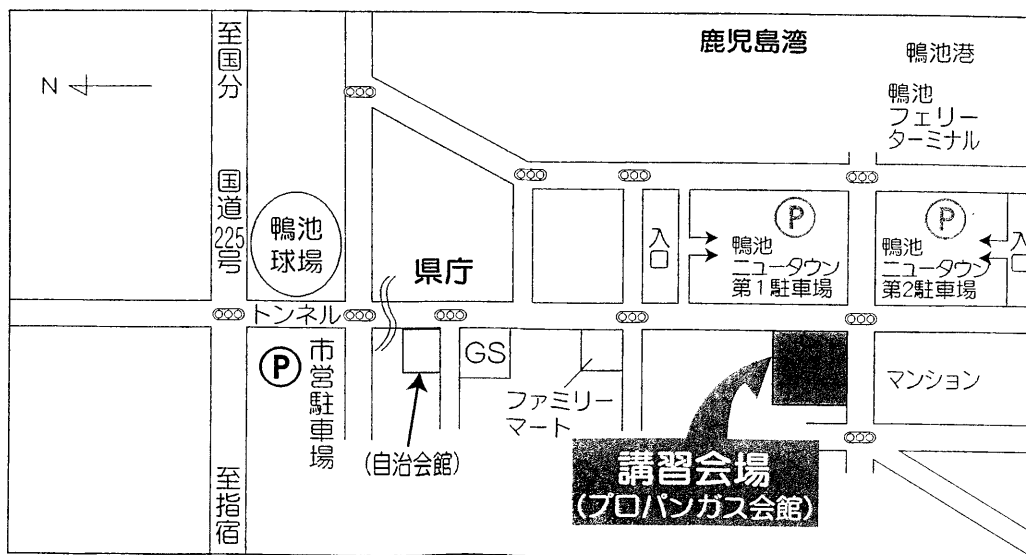 鹿児島湾
鴨池港
鴨池
フェリー
ターミナル
N
至国分
国道225号
鴨池
球場
県庁
入口
P
鴨池
ニュータウン
第1駐車場
P
鴨池
ニュータウン
第2駐車場
入口
トンネル
P
市営駐車場
GS
ファミリー
マート
マンション
(自治会館)
講習会場
(プロパンガス会館)
至指宿